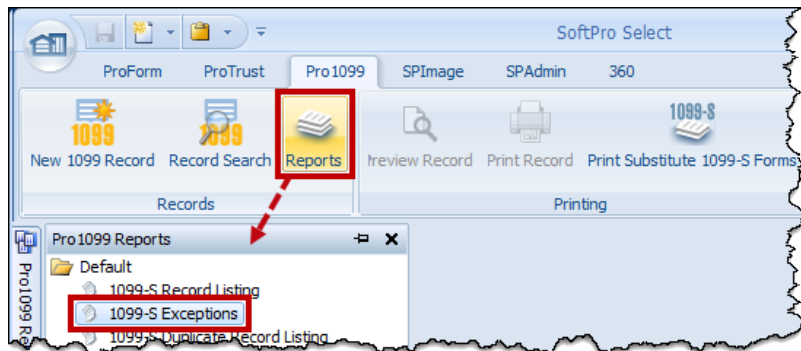 SoftPro Select
ProForm ProTrust Pro1099 SPImage SPAdmin 360
1099 1099 1099-S
New 1099 Record Record Search Reports Preview Record Print Record Print Substitute 1099-S Forms
Records Printing
Pro1099 Reports
Default
1099-S Record Listing
1099-S Exceptions
1099-S Duplicate Record Listing
Pro1099 Re